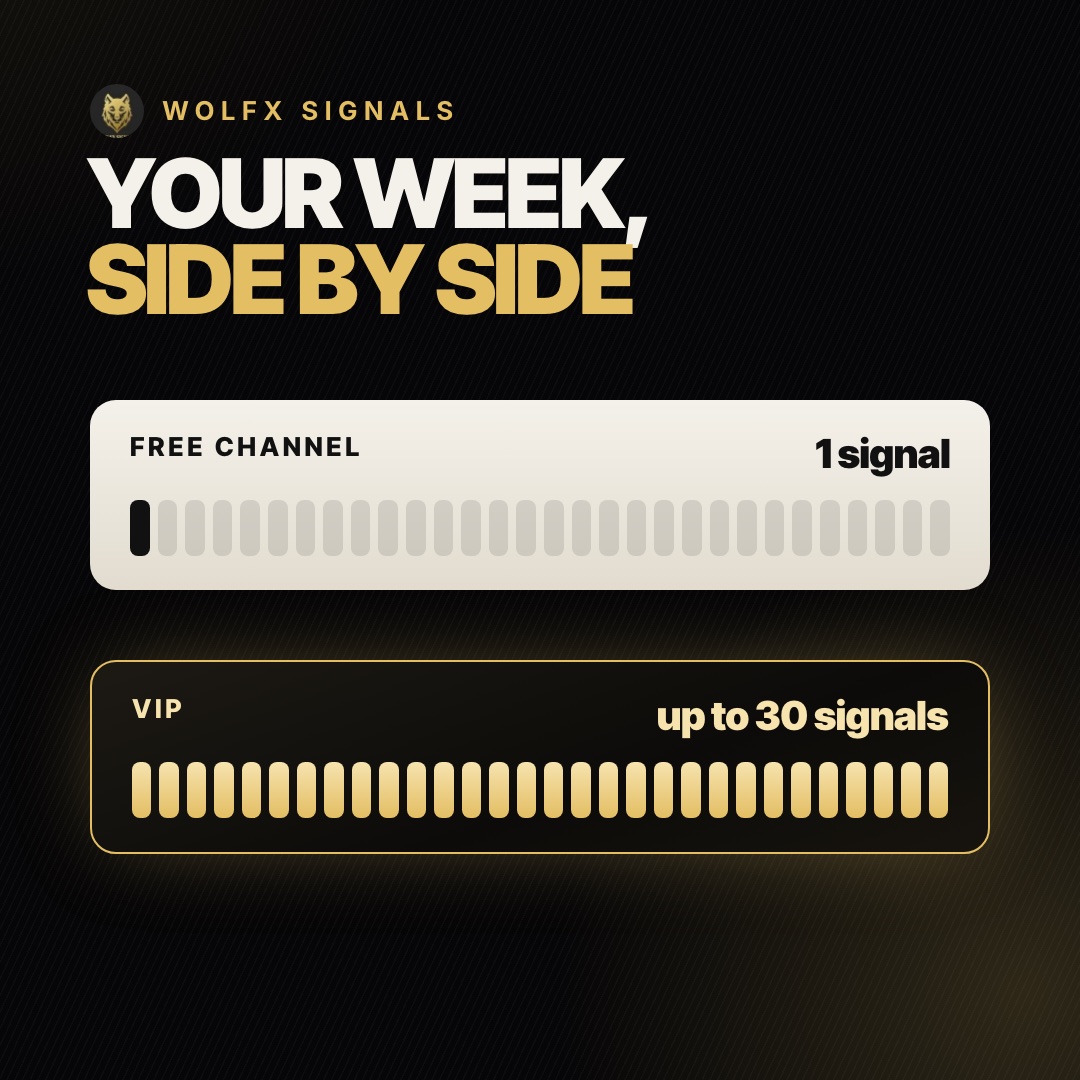 WOLFX SIGNALS
YOUR WEEK,
SIDE BY SIDE
FREE CHANNEL
1 signal
VIP
up to 30 signals